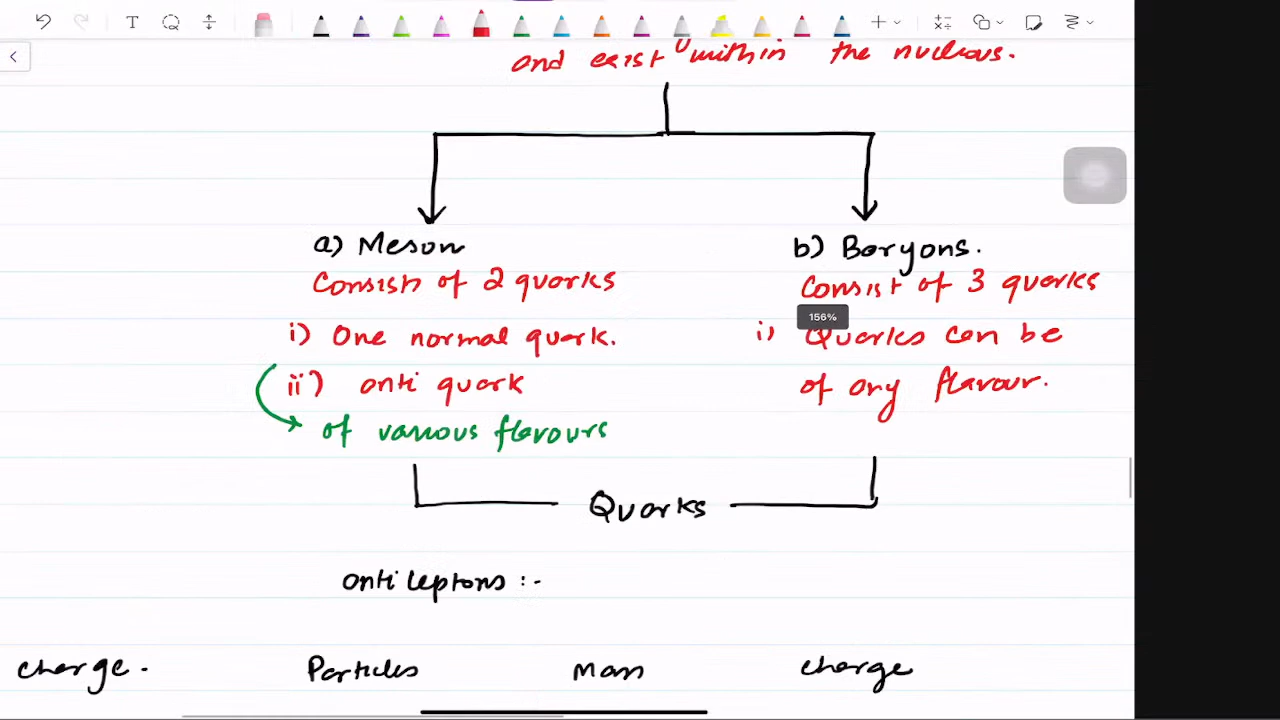 and exist within the nucleus.
a) Meson
Consists of 2 quarks
i) One normal quark.
ii) anti quark
of various flavours
b) Baryons.
Consist of 3 quarks
156%
i) Quarks can be
of any flavour.
Quarks
anti leptons :-
charge. Particles Mass charge